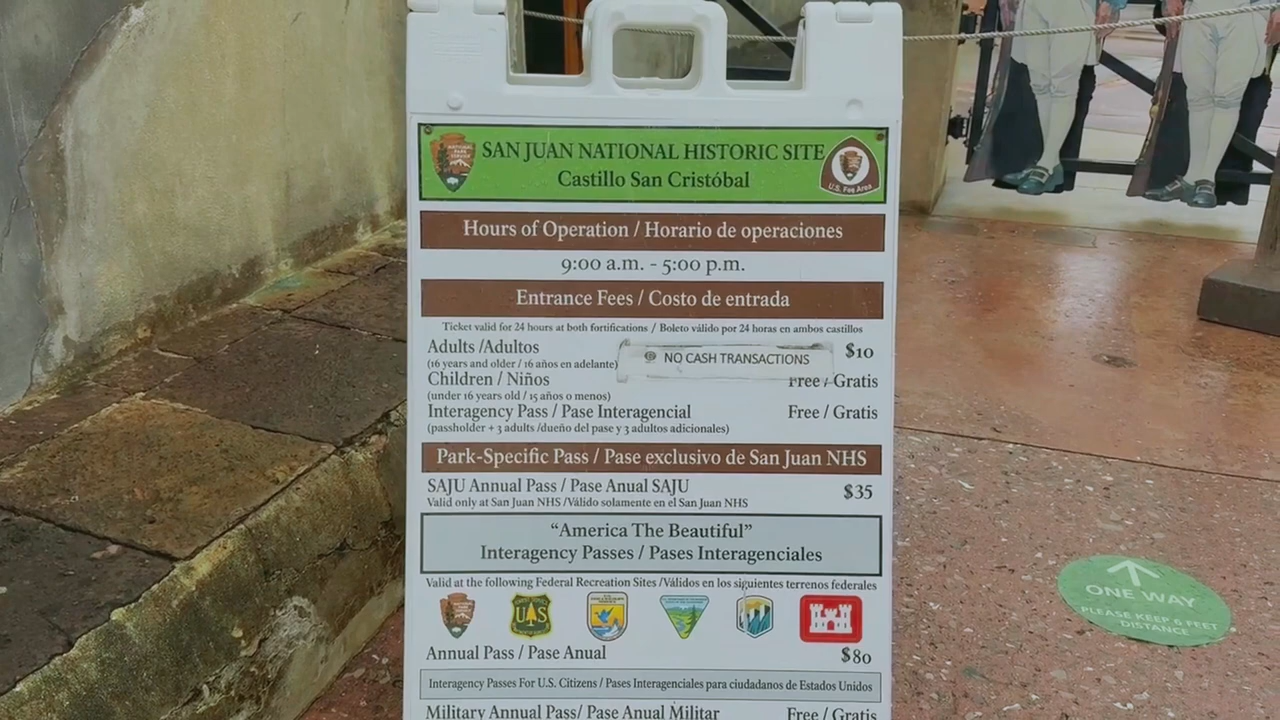 SAN JUAN NATIONAL HISTORIC SITE
Castillo San Cristóbal
NATIONAL PARK SERVICE
U.S. Fee Area
Hours of Operation / Horario de operaciones
9:00 a.m. - 5:00 p.m.
Entrance Fees / Costo de entrada
Ticket valid for 24 hours at both fortifications / Boleto válido por 24 horas en ambos castillos
Adults /Adultos $10
(16 years and older / 16 años en adelante)
NO CASH TRANSACTIONS
Children / Niños Free / Gratis
(under 16 years old / 15 años o menos)
Interagency Pass / Pase Interagencial Free / Gratis
(passholder + 3 adults /dueño del pase y 3 adultos adicionales)
Park-Specific Pass / Pase exclusivo de San Juan NHS
SAJU Annual Pass / Pase Anual SAJU $35
Valid only at San Juan NHS /Válido solamente en el San Juan NHS
“America The Beautiful”
Interagency Passes / Pases Interagenciales
Valid at the following Federal Recreation Sites /Válidos en los siguientes terrenos federales
U S
Annual Pass / Pase Anual $80
Interagency Passes For U.S. Citizens / Pases Interagenciales para ciudadanos de Estados Unidos
Military Annual Pass/ Pase Anual Militar Free / Gratis
ONE WAY
PLEASE KEEP 6 FEET
DISTANCE